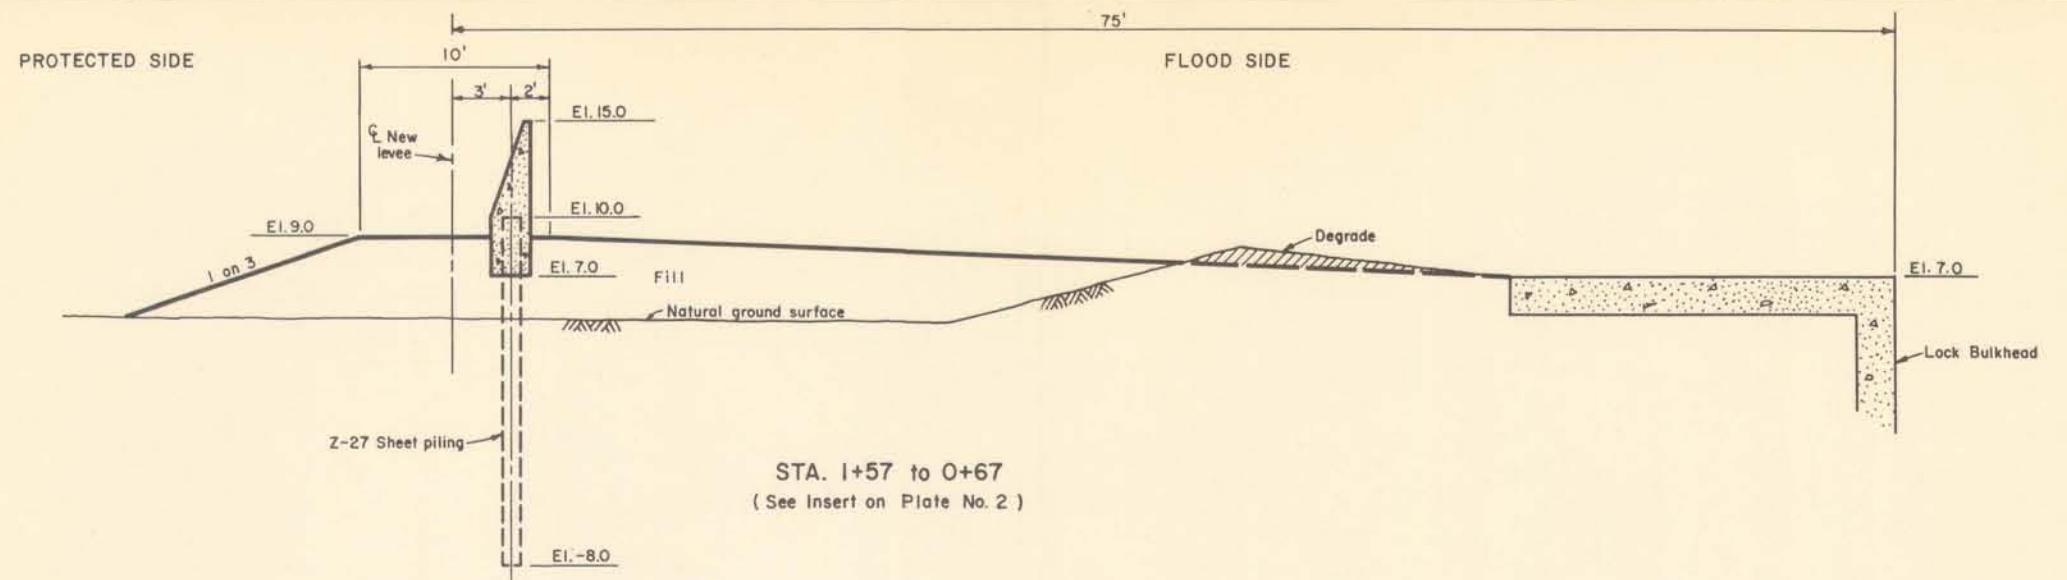 75'
PROTECTED SIDE
10'
FLOOD SIDE
3'
2'
El. 15.0
℄ New
levee
El. 10.0
El. 9.0
Degrade
1 on 3
El. 7.0
Fill
El. 7.0
Natural ground surface
Lock Bulkhead
Z-27 Sheet piling
STA. 1+57 to 0+67
( See Insert on Plate No. 2 )
El. -8.0